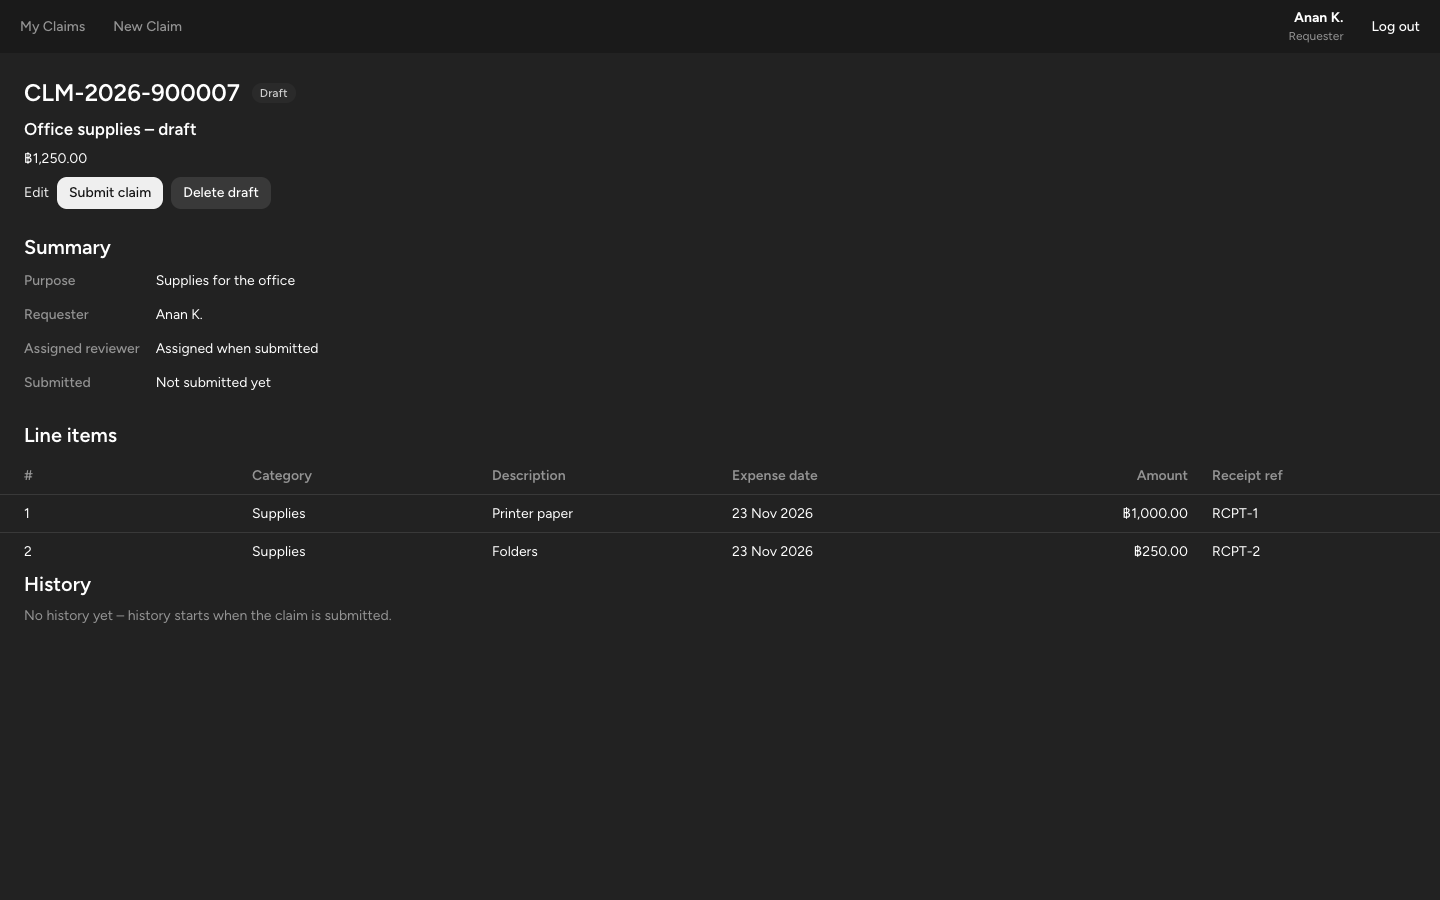 My Claims New Claim Anan K. Requester Log out
CLM-2026-900007 Draft
Office supplies – draft
฿1,250.00
Edit Submit claim Delete draft
Summary
Purpose Supplies for the office
Requester Anan K.
Assigned reviewer Assigned when submitted
Submitted Not submitted yet
Line items
# Category Description Expense date Amount Receipt ref
1 Supplies Printer paper 23 Nov 2026 ฿1,000.00 RCPT-1
2 Supplies Folders 23 Nov 2026 ฿250.00 RCPT-2
History
No history yet – history starts when the claim is submitted.